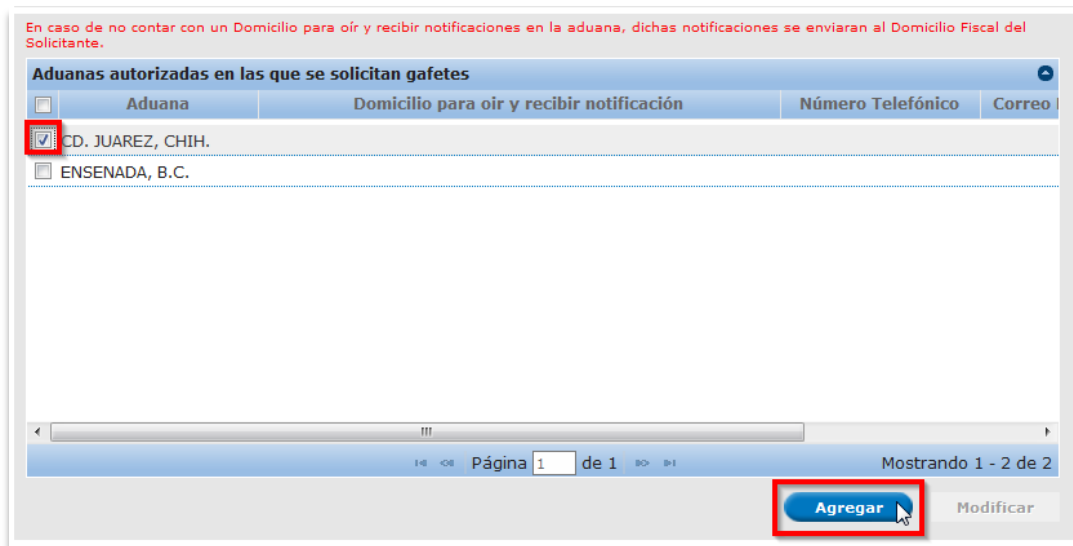 En caso de no contar con un Domicilio para oír y recibir notificaciones en la aduana, dichas notificaciones se enviaran al Domicilio Fiscal del
Solicitante.
Aduanas autorizadas en las que se solicitan gafetes
Aduana Domicilio para oir y recibir notificación Número Telefónico Correo
CD. JUAREZ, CHIH.
ENSENADA, B.C.
Página 1 de 1 Mostrando 1 - 2 de 2
Agregar Modificar